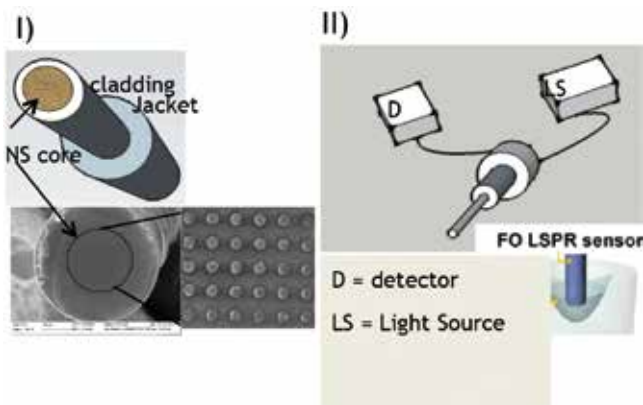 I)
cladding
Jacket
NS core
II)
D
LS
FO LSPR sensor
D = detector
LS = Light Source